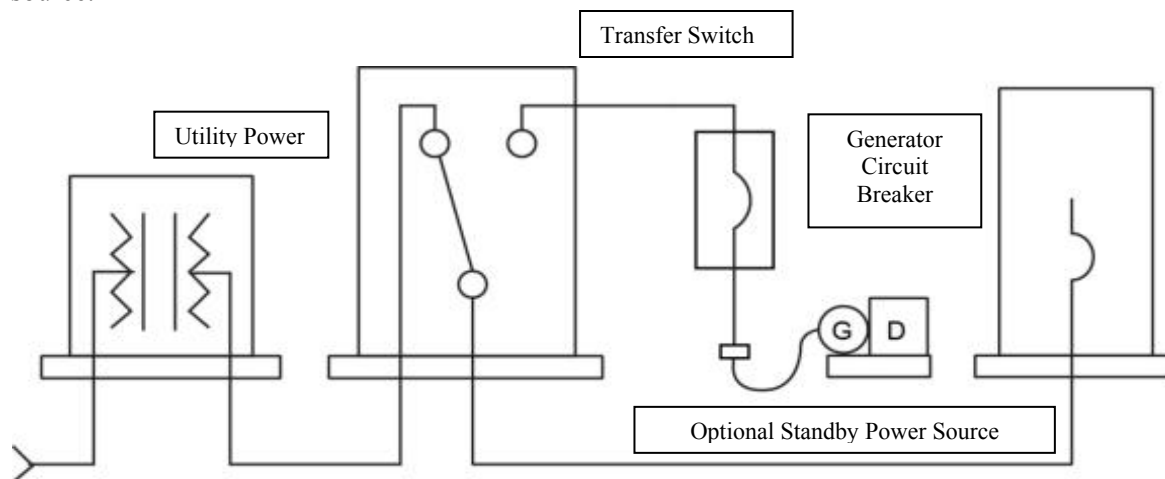 source.
Transfer Switch
Utility Power
Generator
Circuit
Breaker
G
D
Optional Standby Power Source